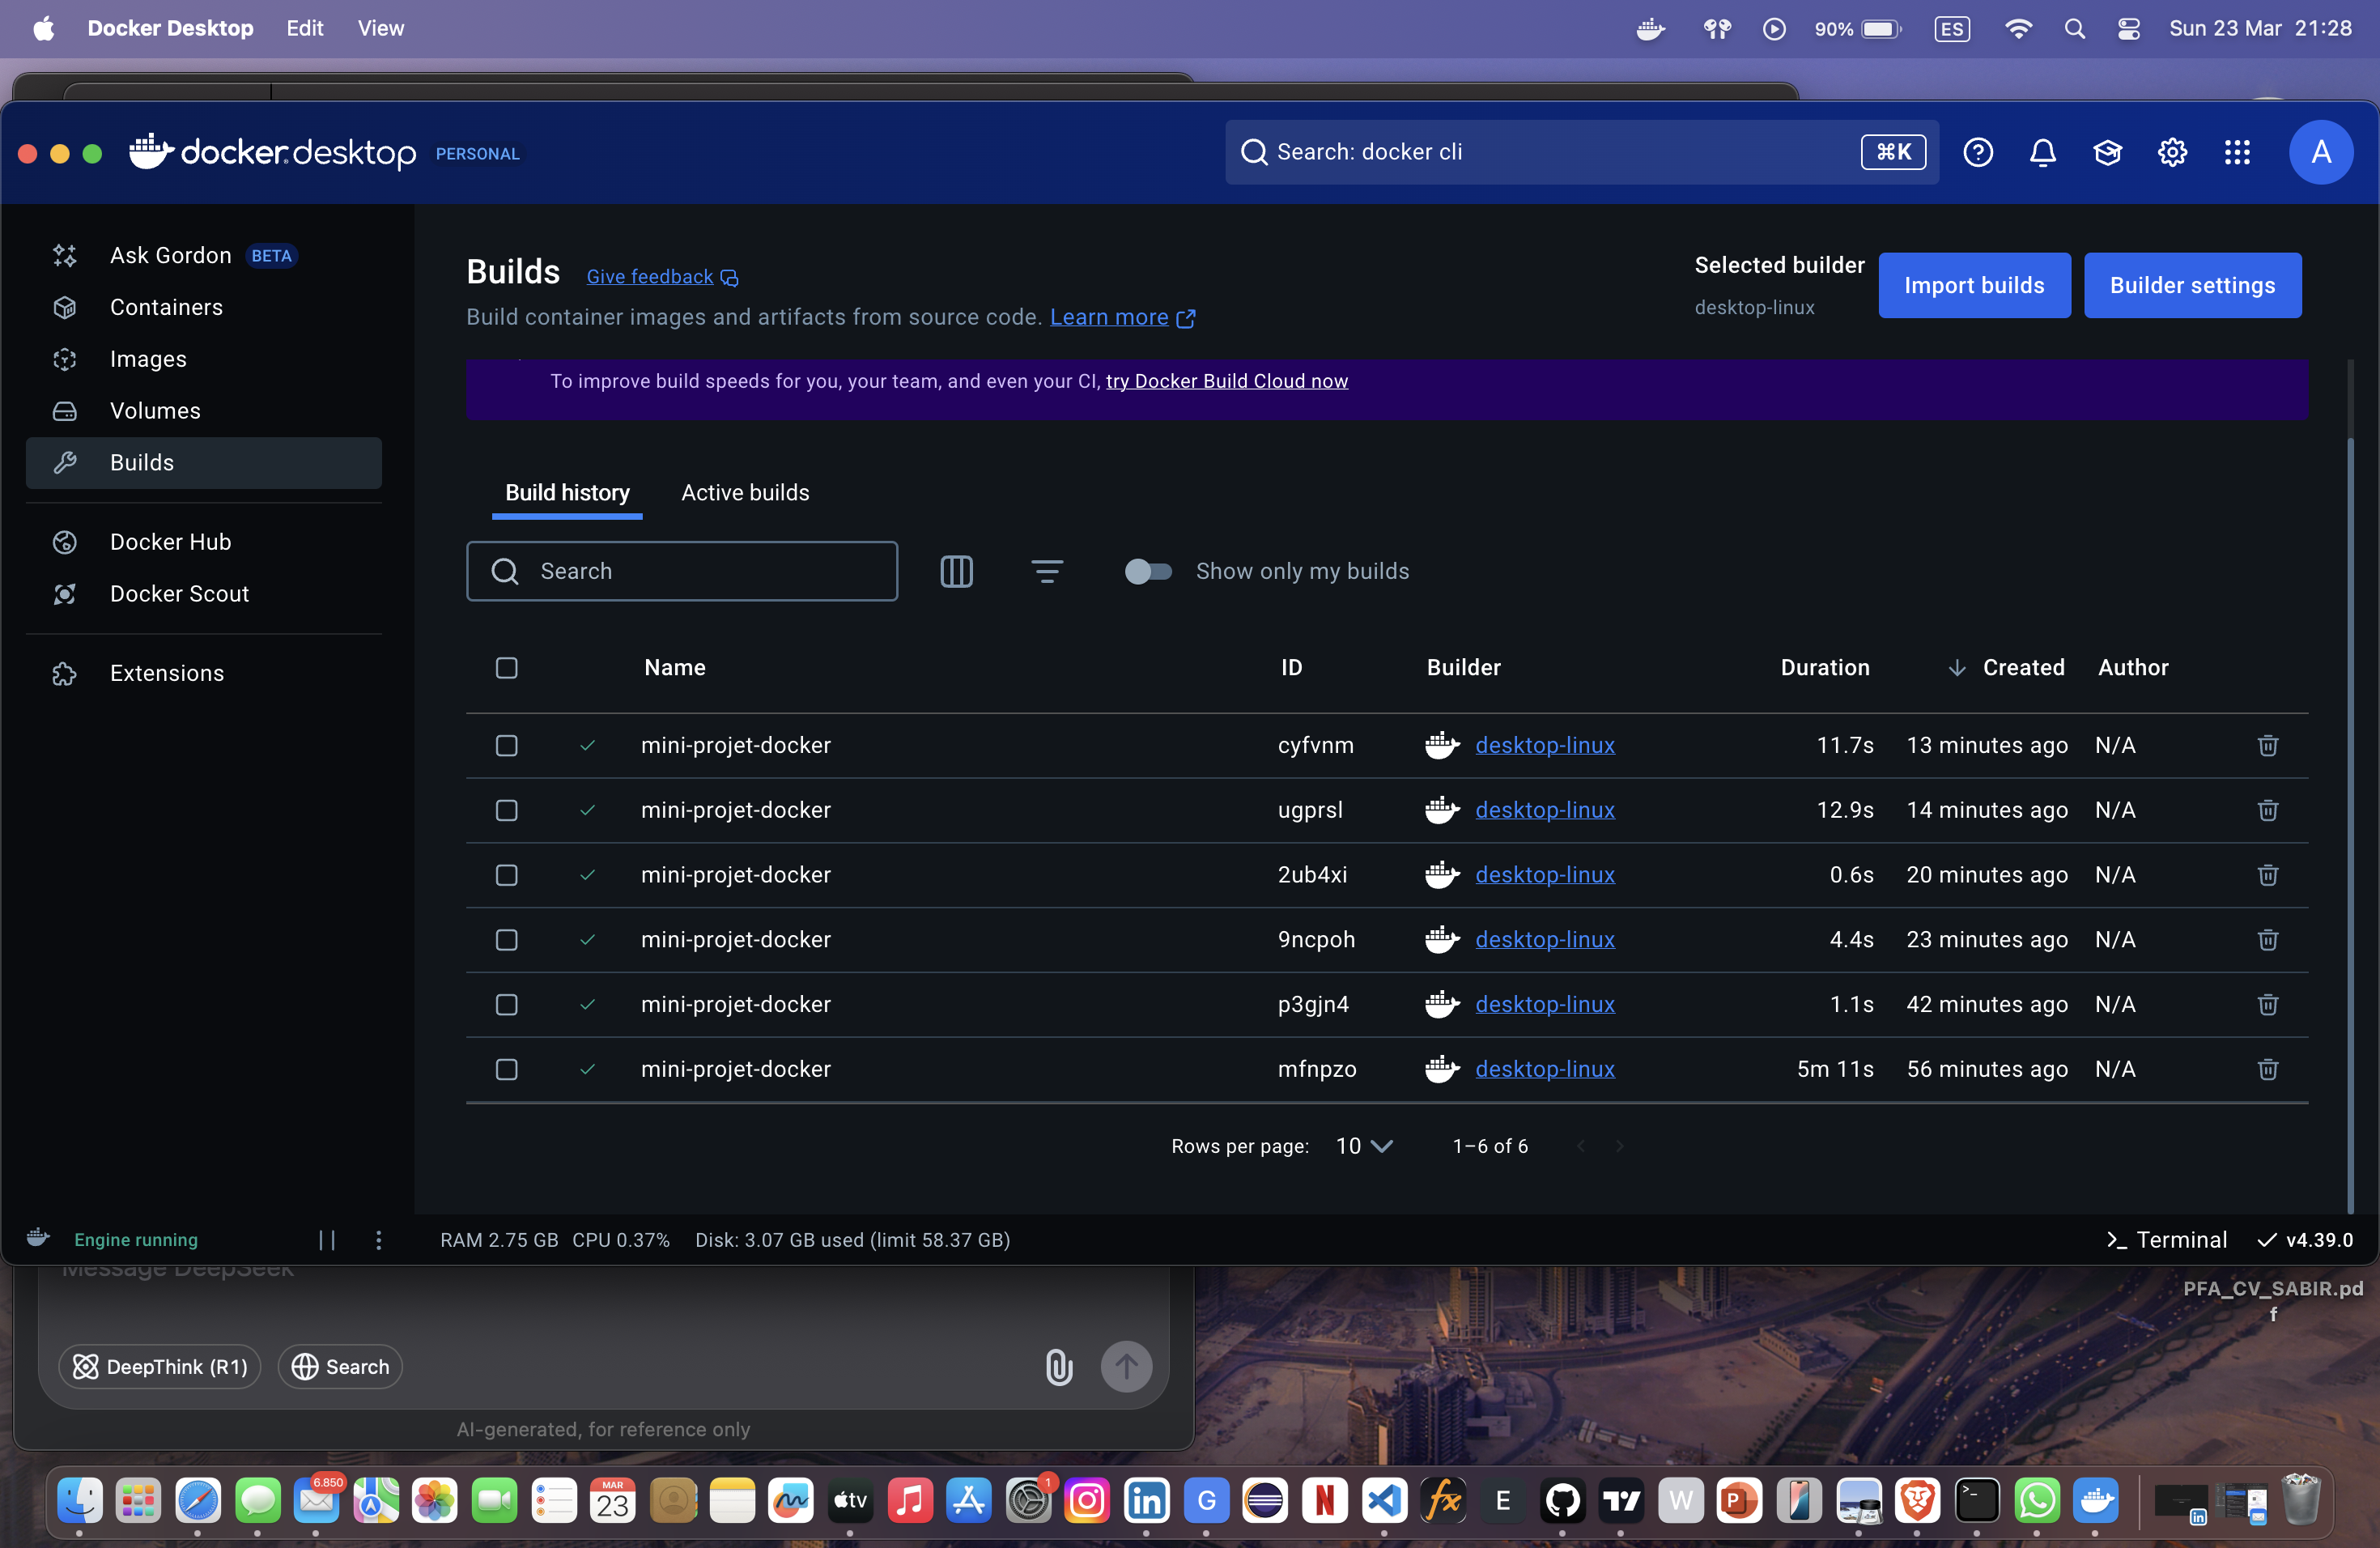 Docker Desktop Edit View
90% ES Sun 23 Mar 21:28
docker.desktop PERSONAL
Search: docker cli ⌘K A
Ask Gordon BETA
Containers
Images
Volumes
Builds
Docker Hub
Docker Scout
Extensions
Builds Give feedback
Build container images and artifacts from source code. Learn more
Selected builder
desktop-linux
Import builds Builder settings
To improve build speeds for you, your team, and even your CI, try Docker Build Cloud now
Build history Active builds
Search Show only my builds
Name ID Builder Duration Created Author
mini-projet-docker cyfvnm desktop-linux 11.7s 13 minutes ago N/A
mini-projet-docker ugprsl desktop-linux 12.9s 14 minutes ago N/A
mini-projet-docker 2ub4xi desktop-linux 0.6s 20 minutes ago N/A
mini-projet-docker 9ncpoh desktop-linux 4.4s 23 minutes ago N/A
mini-projet-docker p3gjn4 desktop-linux 1.1s 42 minutes ago N/A
mini-projet-docker mfnpzo desktop-linux 5m 11s 56 minutes ago N/A
Rows per page: 10 1–6 of 6
Engine running RAM 2.75 GB CPU 0.37% Disk: 3.07 GB used (limit 58.37 GB) Terminal v4.39.0
Message DeepSeek
PFA_CV_SABIR.pd
f
DeepThink (R1) Search
AI-generated, for reference only
6.850 MAR 23 tv 1 in G N fx E W P >_ in